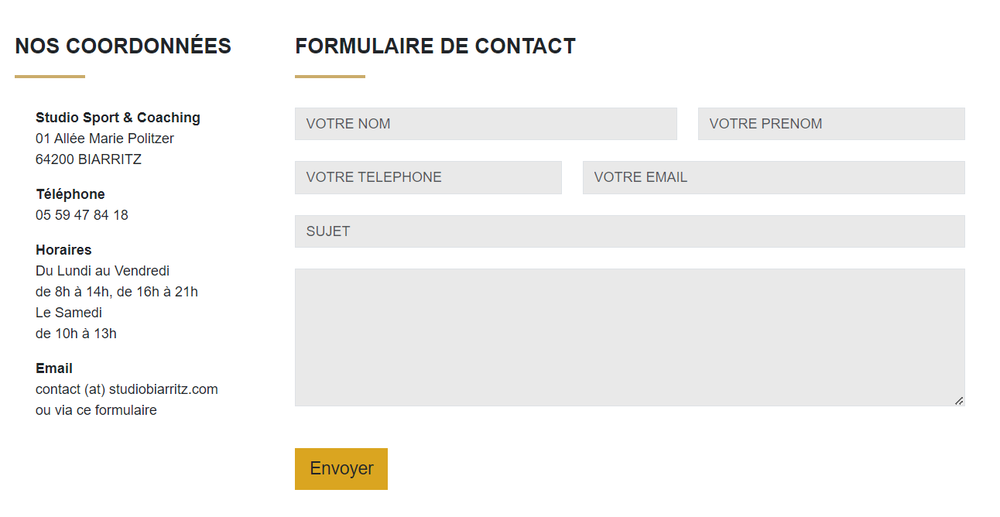 NOS COORDONNÉES
Studio Sport & Coaching
01 Allée Marie Politzer
64200 BIARRITZ
Téléphone
05 59 47 84 18
Horaires
Du Lundi au Vendredi
de 8h à 14h, de 16h à 21h
Le Samedi
de 10h à 13h
Email
contact (at) studiobiarritz.com
ou via ce formulaire
FORMULAIRE DE CONTACT
VOTRE NOM
VOTRE PRENOM
VOTRE TELEPHONE
VOTRE EMAIL
SUJET
Envoyer